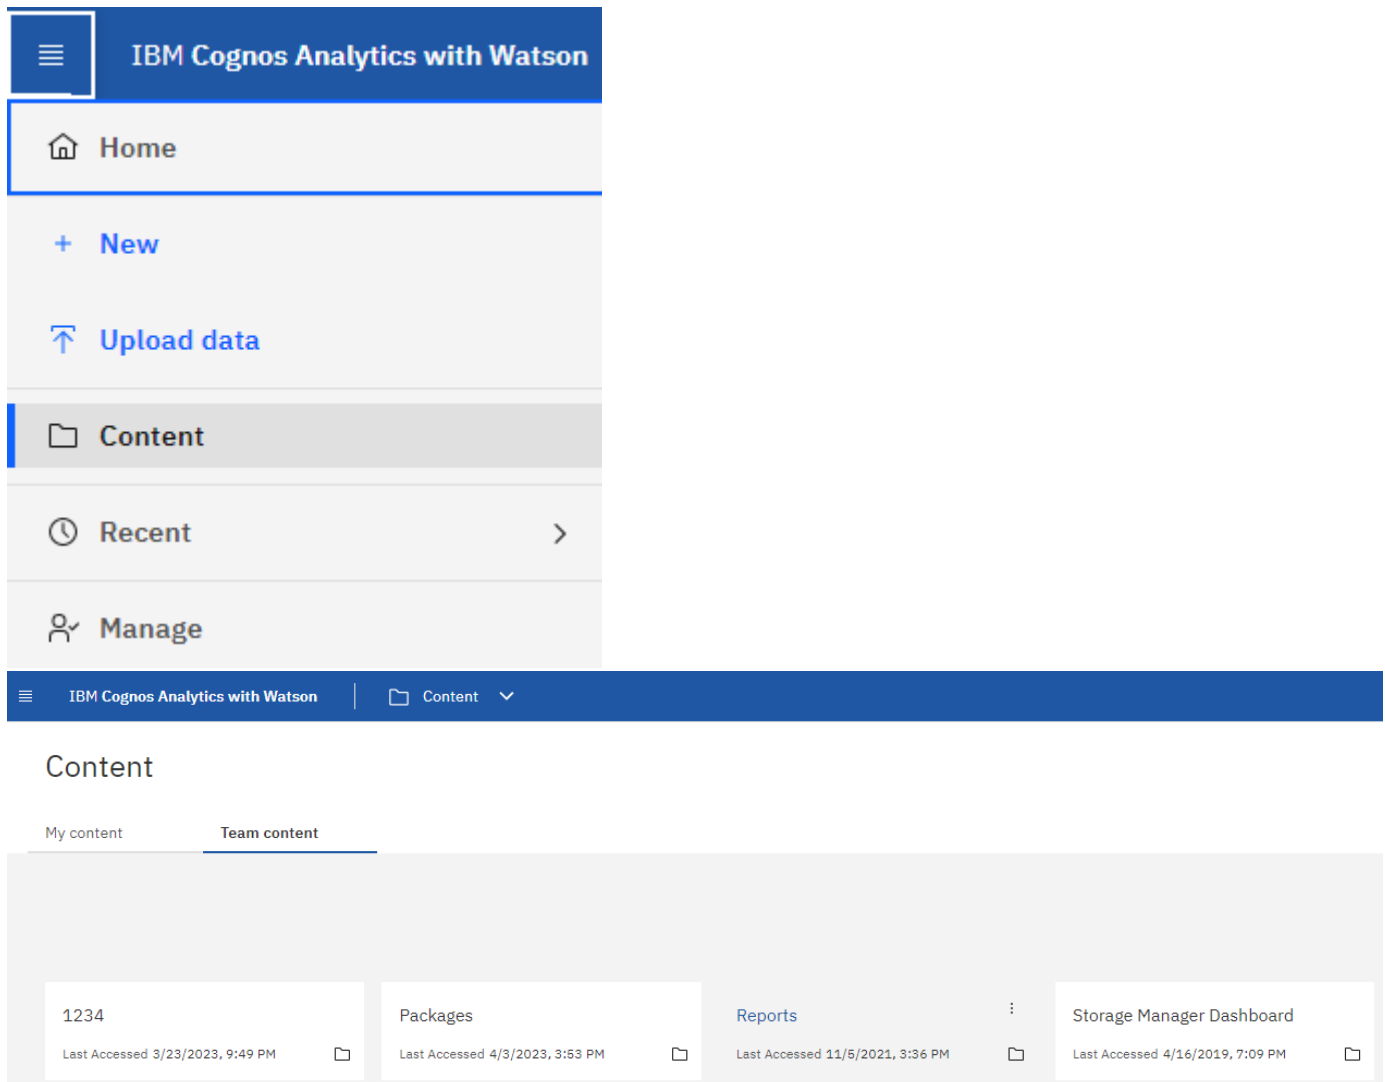 IBM Cognos Analytics with Watson
Home
New
Upload data
Content
Recent
Manage
IBM Cognos Analytics with Watson Content
Content
My content Team content
1234 Packages Reports Storage Manager Dashboard
Last Accessed 3/23/2023, 9:49 PM Last Accessed 4/3/2023, 3:53 PM Last Accessed 11/5/2021, 3:36 PM Last Accessed 4/16/2019, 7:09 PM